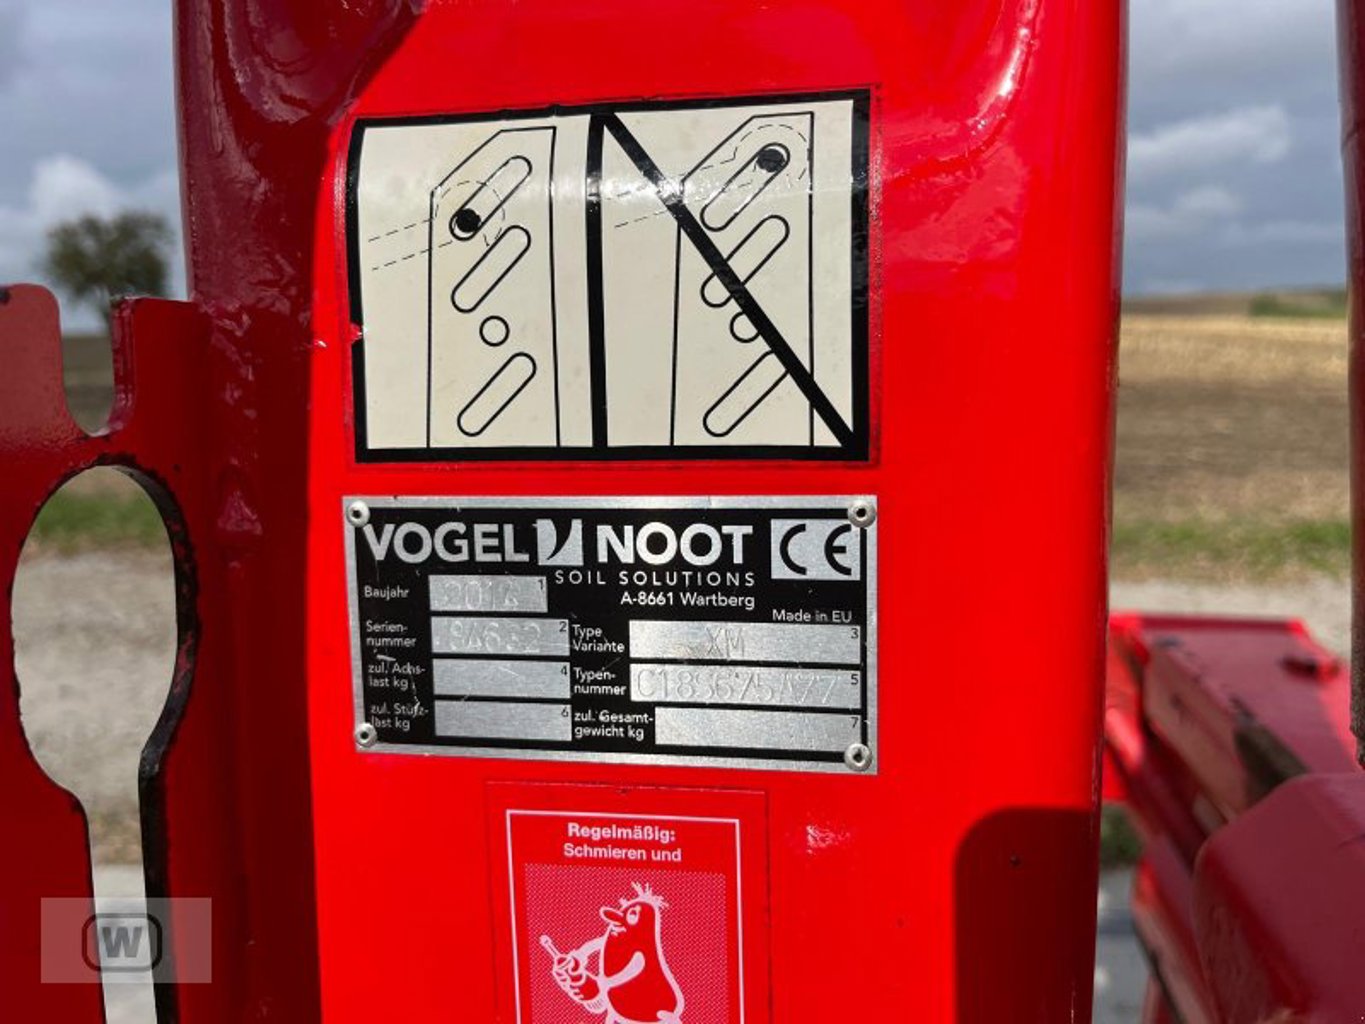 VOGEL NOOT CE
SOIL SOLUTIONS
A-8661 Wartberg
Made in EU
Baujahr 2014 1
Serien-
nummer 2
Type
Variante XM 3
zul. Achs-
last kg 4
Typen-
nummer 5
zul. Stütz-
last kg 6
zul. Gesamt-
gewicht kg 7
Regelmäßig:
Schmieren und
W